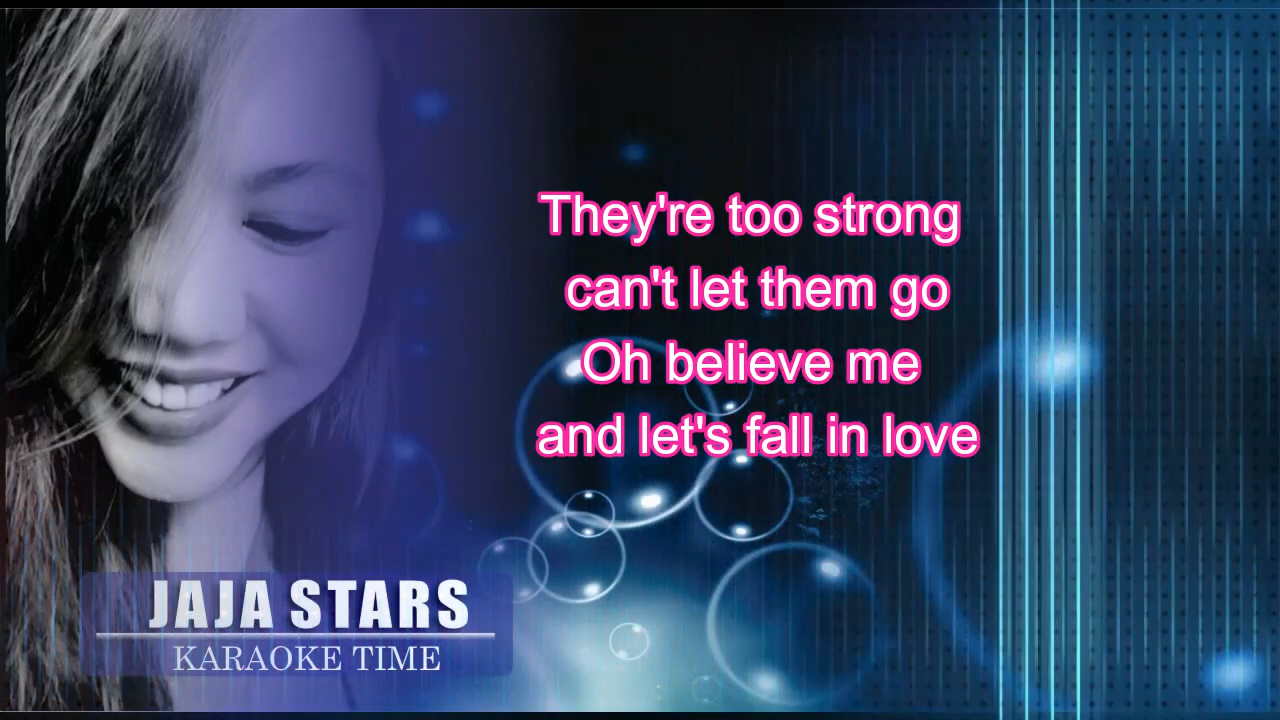 They're too strong
can't let them go
Oh believe me
and let's fall in love
JAJA STARS
KARAOKE TIME